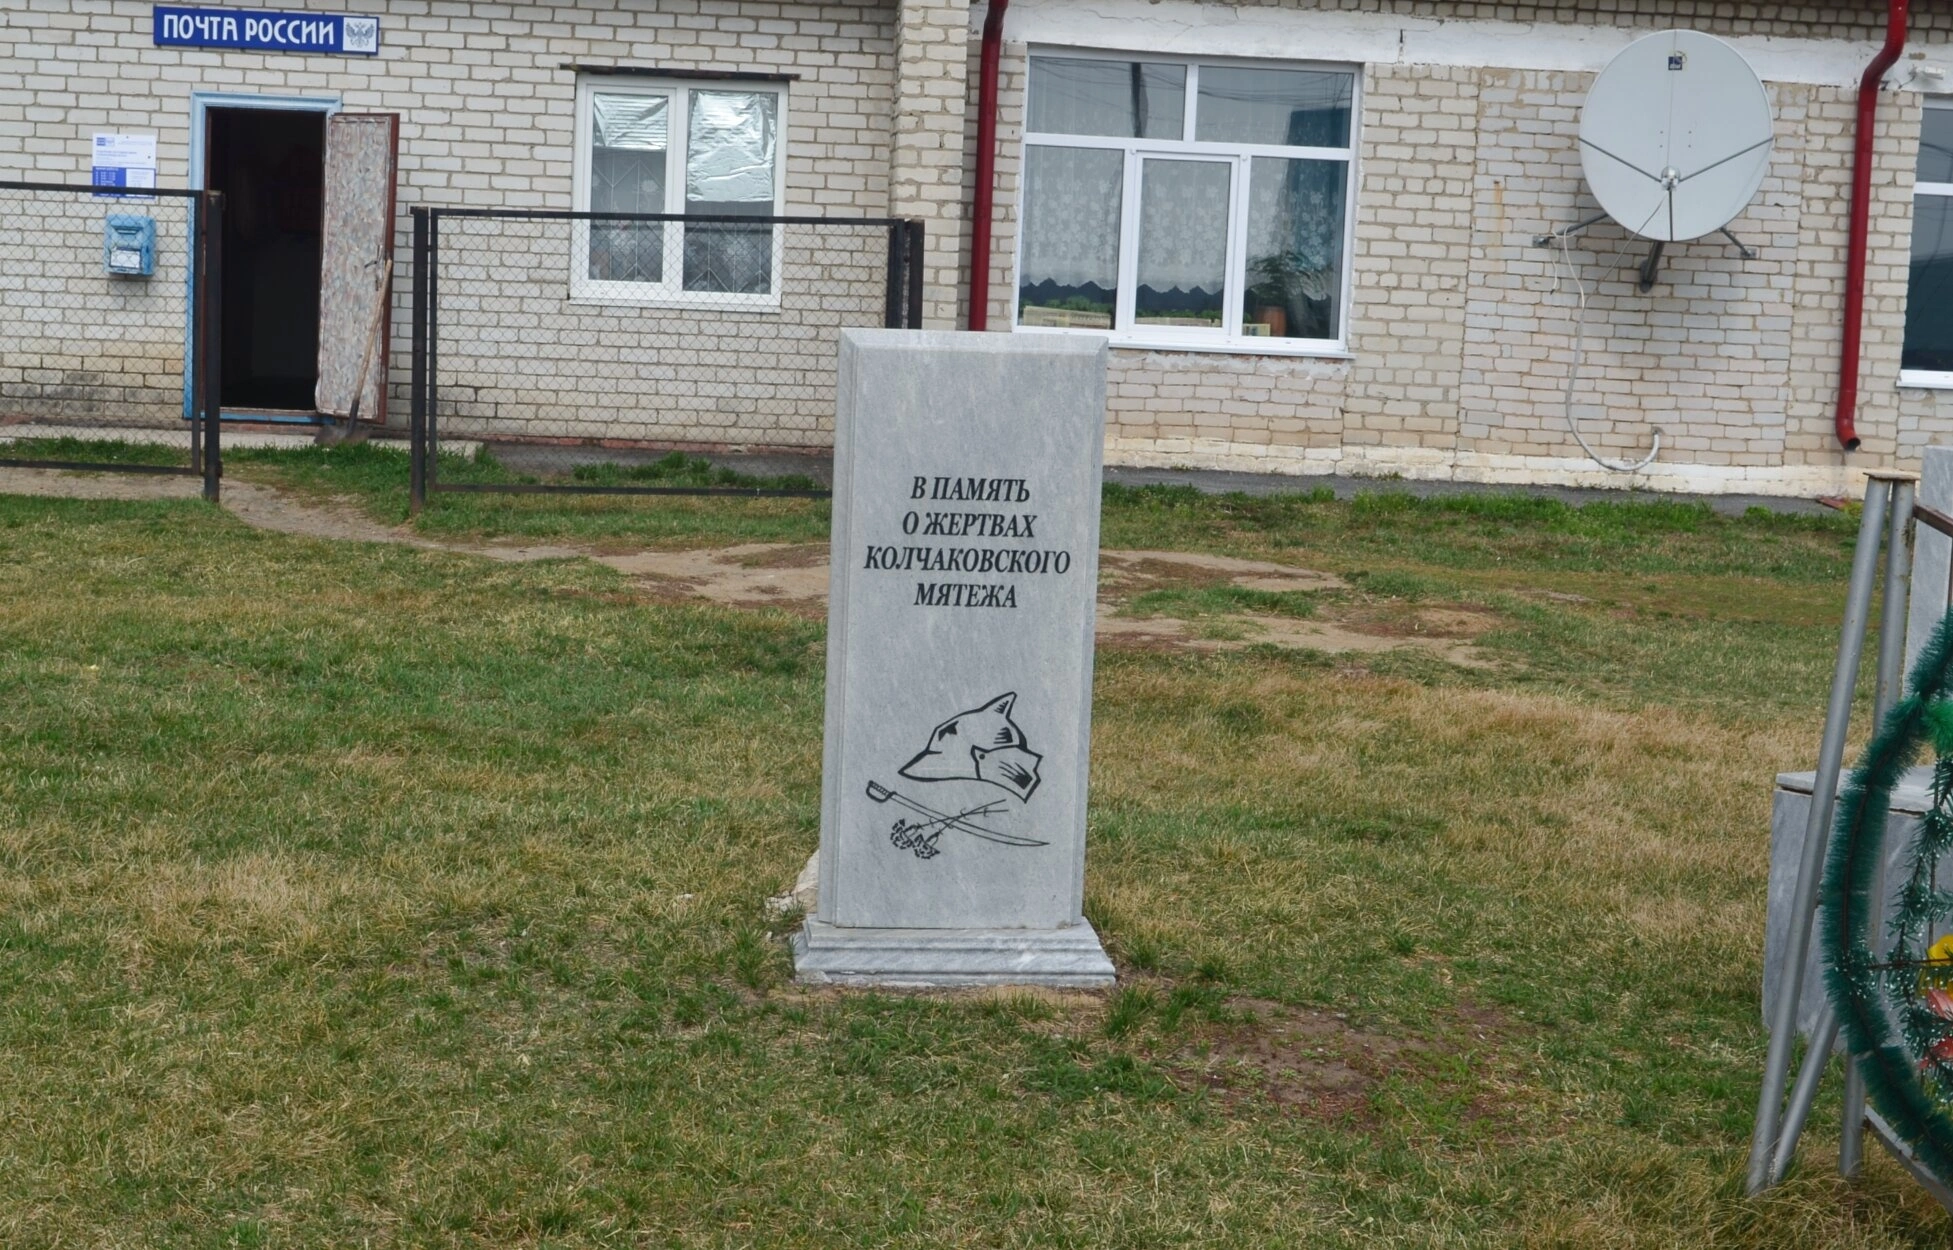 ПОЧТА РОССИИ
В ПАМЯТЬ
О ЖЕРТВАХ
КОЛЧАКОВСКОГО
МЯТЕЖА